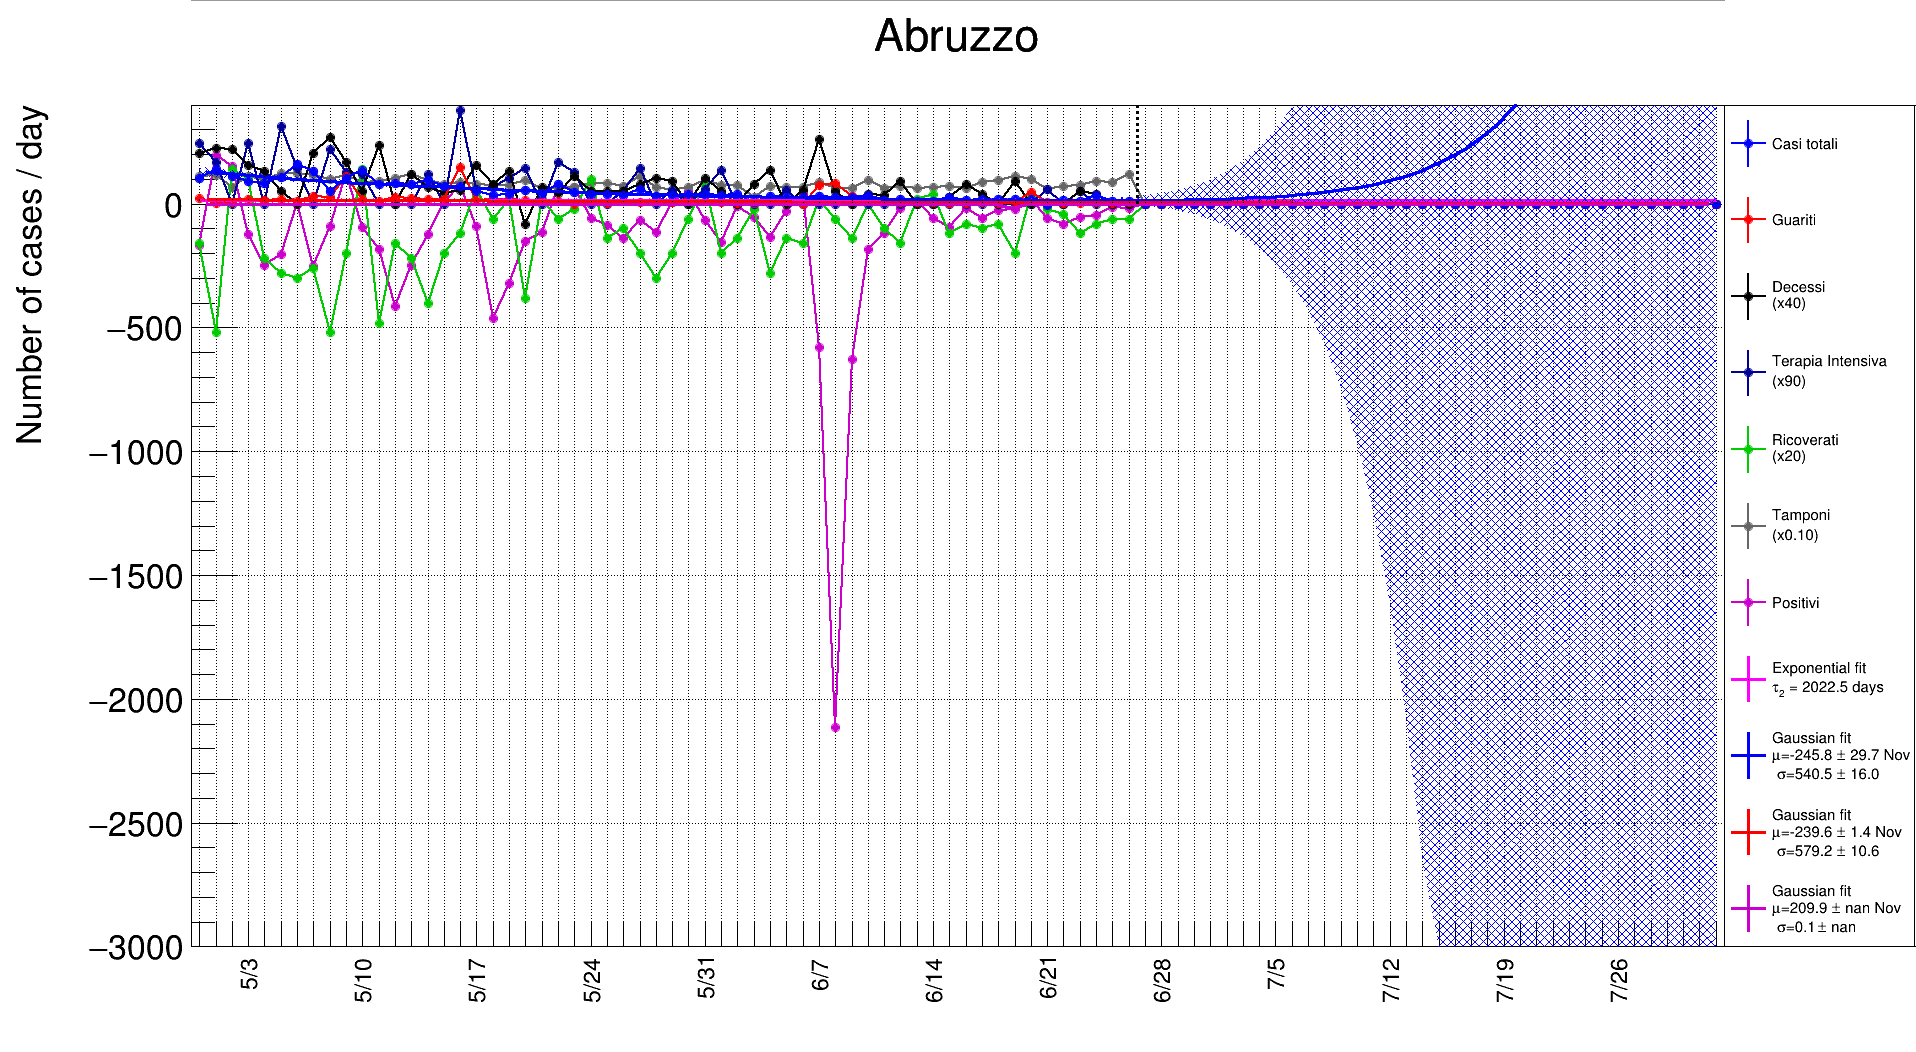 Abruzzo
Number of cases / day
0
−500
−1000
−1500
−2000
−2500
−3000
5/3
5/10
5/17
5/24
5/31
6/7
6/14
6/21
6/28
7/5
7/12
7/19
7/26
Casi totali
Guariti
Decessi
(x40)
Terapia Intensiva
(x90)
Ricoverati
(x20)
Tamponi
(x0.10)
Positivi
Exponential fit
τ₂ = 2022.5 days
Gaussian fit
μ=-245.8 ± 29.7 Nov
σ=540.5 ± 16.0
Gaussian fit
μ=-239.6 ± 1.4 Nov
σ=579.2 ± 10.6
Gaussian fit
μ=209.9 ± nan Nov
σ=0.1 ± nan